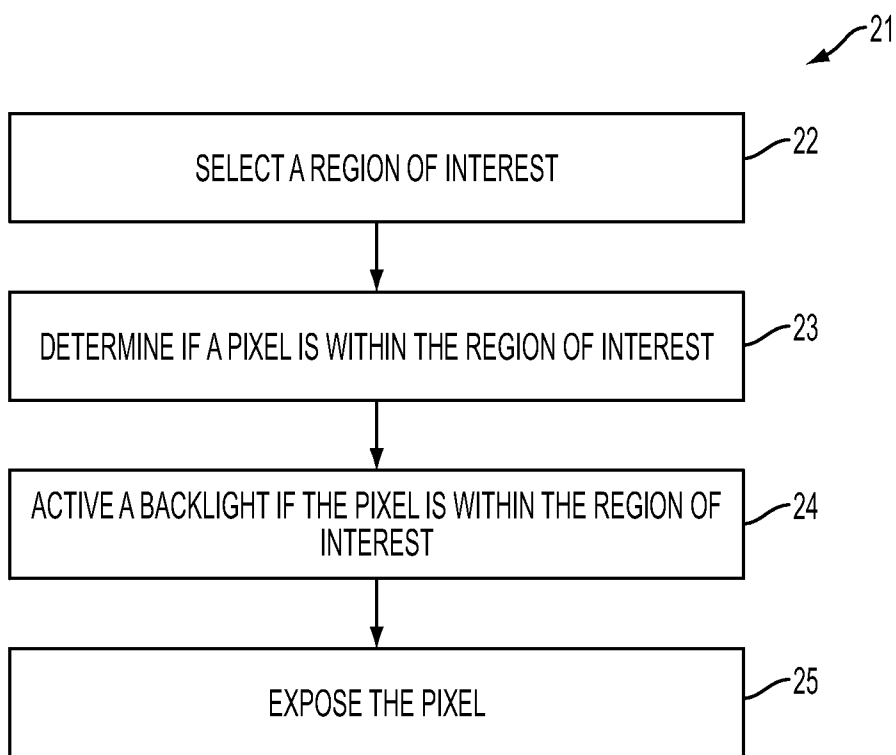 21
SELECT A REGION OF INTEREST
22
DETERMINE IF A PIXEL IS WITHIN THE REGION OF INTEREST
23
ACTIVE A BACKLIGHT IF THE PIXEL IS WITHIN THE REGION OF
INTEREST
24
EXPOSE THE PIXEL
25